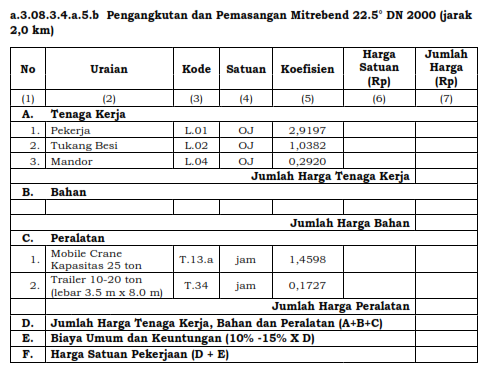 a.3.08.3.4.a.5.b Pengangkutan dan Pemasangan Mitrebend 22.5° DN 2000 (jarak
2,0 km)
No Uraian Kode Satuan Koefisien Harga Satuan (Rp) Jumlah Harga (Rp)
(1) (2) (3) (4) (5) (6) (7)
A. Tenaga Kerja
1. Pekerja L.01 OJ 2,9197
2. Tukang Besi L.02 OJ 1,0382
3. Mandor L.04 OJ 0,2920
Jumlah Harga Tenaga Kerja
B. Bahan
Jumlah Harga Bahan
C. Peralatan
1. Mobile Crane Kapasitas 25 ton T.13.a jam 1,4598
2. Trailer 10-20 ton (lebar 3.5 m x 8.0 m) T.34 jam 0,1727
Jumlah Harga Peralatan
D. Jumlah Harga Tenaga Kerja, Bahan dan Peralatan (A+B+C)
E. Biaya Umum dan Keuntungan (10% -15% X D)
F. Harga Satuan Pekerjaan (D + E)